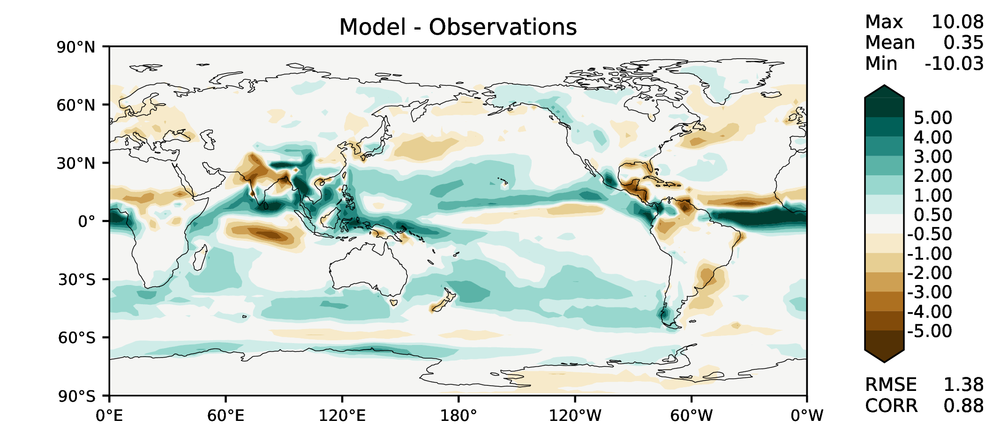 Model - Observations
Max 10.08
Mean 0.35
Min -10.03
90°N
60°N
30°N
0°
30°S
60°S
90°S
0°E 60°E 120°E 180° 120°W 60°W 0°W
5.00
4.00
3.00
2.00
1.00
0.50
-0.50
-1.00
-2.00
-3.00
-4.00
-5.00
RMSE 1.38
CORR 0.88